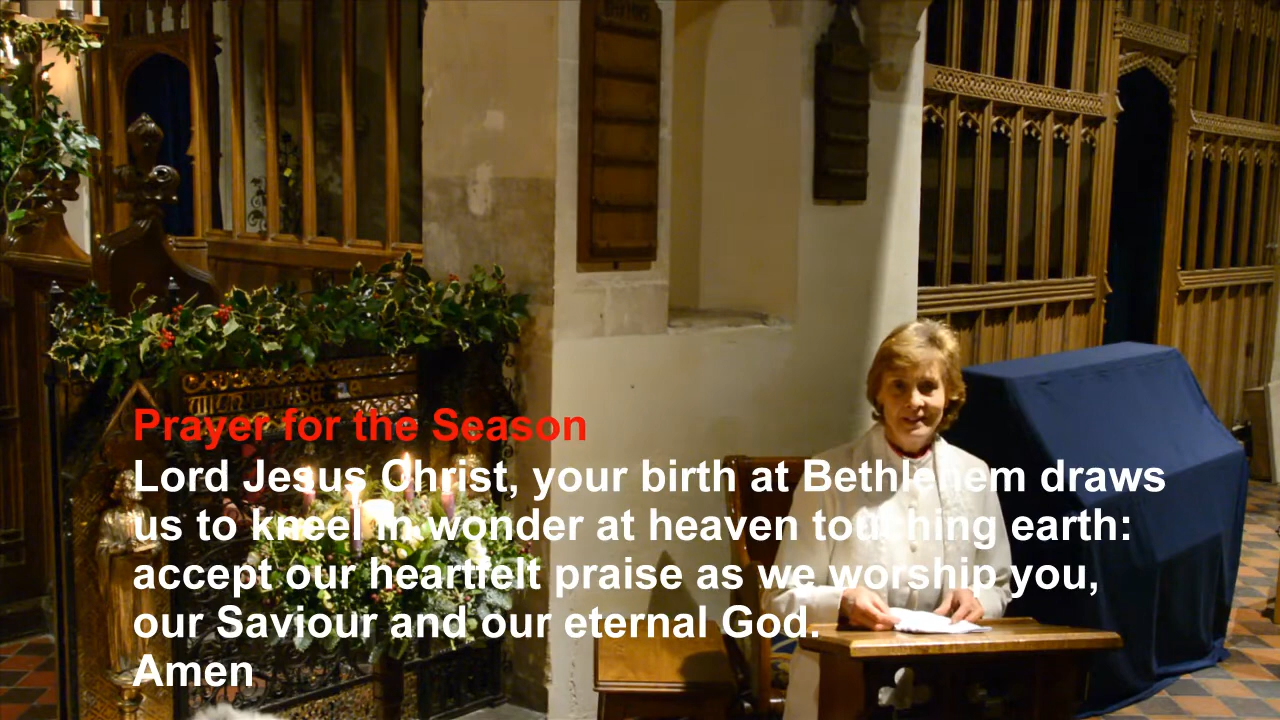 Prayer for the Season
Lord Jesus Christ, your birth at Bethlehem draws
us to kneel in wonder at heaven touching earth:
accept our heartfelt praise as we worship you,
our Saviour and our eternal God.
Amen